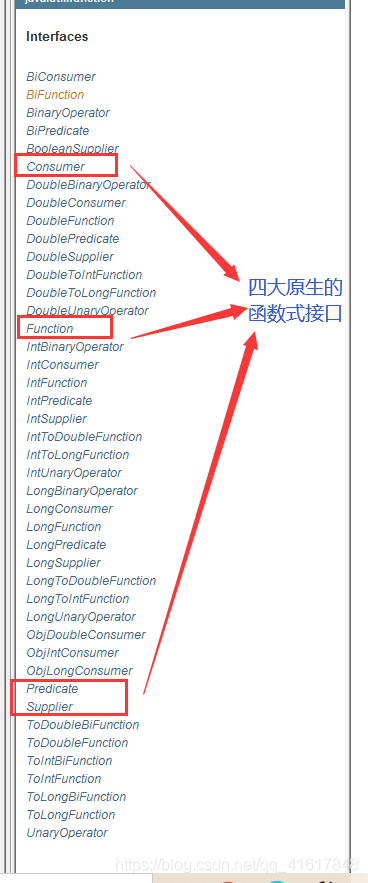 Interfaces
BiConsumer
BiFunction
BinaryOperator
BiPredicate
BooleanSupplier
Consumer
DoubleBinaryOperator
DoubleConsumer
DoubleFunction
DoublePredicate
DoubleSupplier
DoubleToIntFunction
DoubleToLongFunction
DoubleUnaryOperator
Function
IntBinaryOperator
IntConsumer
IntFunction
IntPredicate
IntSupplier
IntToDoubleFunction
IntToLongFunction
IntUnaryOperator
LongBinaryOperator
LongConsumer
LongFunction
LongPredicate
LongSupplier
LongToDoubleFunction
LongToIntFunction
LongUnaryOperator
ObjDoubleConsumer
ObjIntConsumer
ObjLongConsumer
Predicate
Supplier
ToDoubleBiFunction
ToDoubleFunction
ToIntBiFunction
ToIntFunction
ToLongBiFunction
ToLongFunction
UnaryOperator
四大原生的
函数式接口
https://blog.csdn.net/qq_41617848